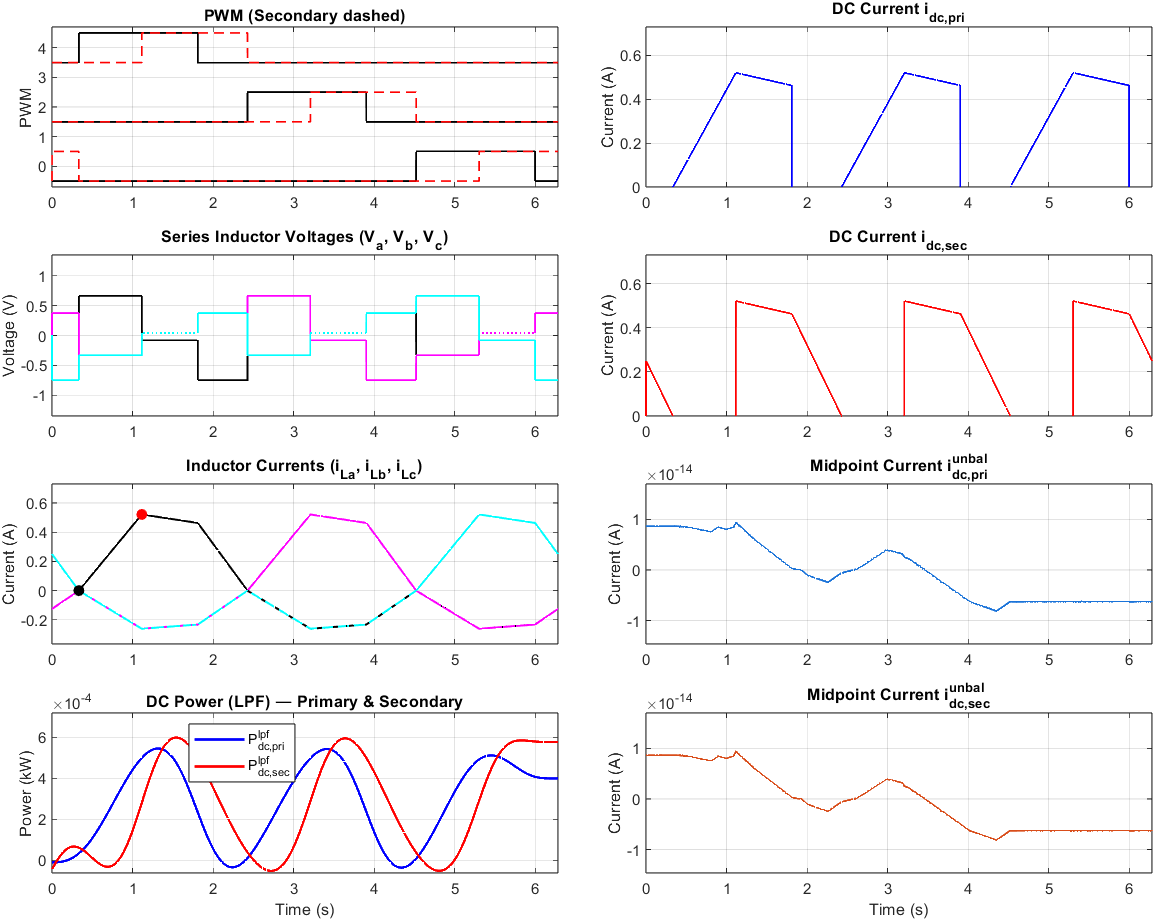 PWM (Secondary dashed)
PWM
4
3
2
1
0
0 1 2 3 4 5 6
DC Current i_dc,pri
Current (A)
0.6
0.4
0.2
0
0 1 2 3 4 5 6
Series Inductor Voltages (V_a, V_b, V_c)
Voltage (V)
1
0.5
0
-0.5
-1
0 1 2 3 4 5 6
DC Current i_dc,sec
Current (A)
0.6
0.4
0.2
0
0 1 2 3 4 5 6
Inductor Currents (i_La, i_Lb, i_Lc)
Current (A)
0.6
0.4
0.2
0
-0.2
0 1 2 3 4 5 6
Midpoint Current i_dc,pri^unbal
×10^-14
Current (A)
1
0
-1
0 1 2 3 4 5 6
DC Power (LPF) — Primary & Secondary
×10^-4
Power (kW)
6
4
2
0
P_dc,pri^lpf
P_dc,sec^lpf
0 1 2 3 4 5 6
Time (s)
Midpoint Current i_dc,sec^unbal
×10^-14
Current (A)
1
0
-1
0 1 2 3 4 5 6
Time (s)